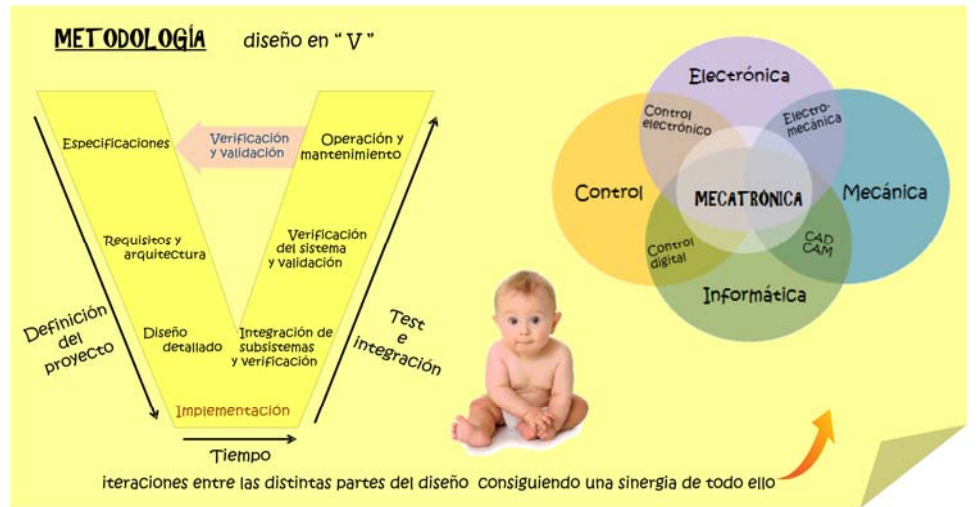 METODOLOGÍA diseño en "V"
Especificaciones
Verificación
y validación
Operación y
mantenimiento
Requisitos y
arquitectura
Verificación
del sistema
y validación
Diseño
detallado
Integración de
subsistemas
y verificación
Implementación
Definición
del
proyecto
Test
e
integración
Tiempo
Electrónica
Control
electrónico
Electro-
mecánica
Control
MECATRÓNICA
Mecánica
Control
digital
CAD
CAM
Informática
iteraciones entre las distintas partes del diseño consiguiendo una sinergia de todo ello